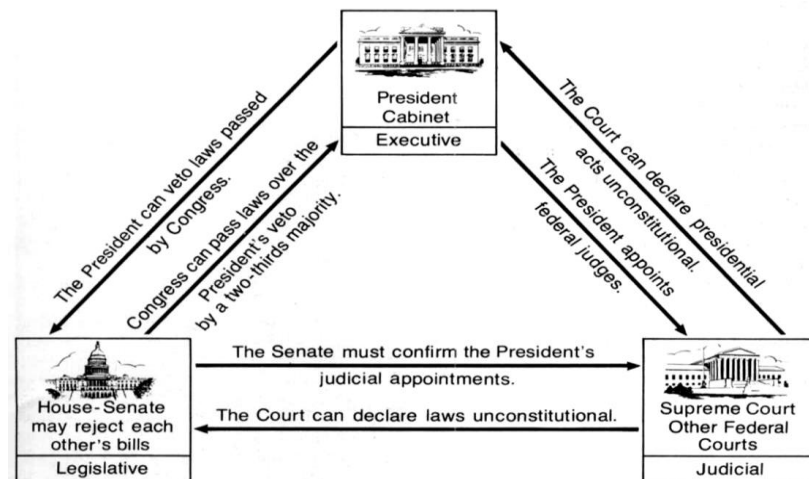 President
Cabinet
Executive
The President can veto laws passed
by Congress.
Congress can pass laws over the
President's veto
by a two-thirds majority.
The Court can declare presidential
acts unconstitutional.
The President appoints
federal judges.
The Senate must confirm the President's
judicial appointments.
The Court can declare laws unconstitutional.
House-Senate
may reject each
other's bills
Legislative
Supreme Court
Other Federal
Courts
Judicial